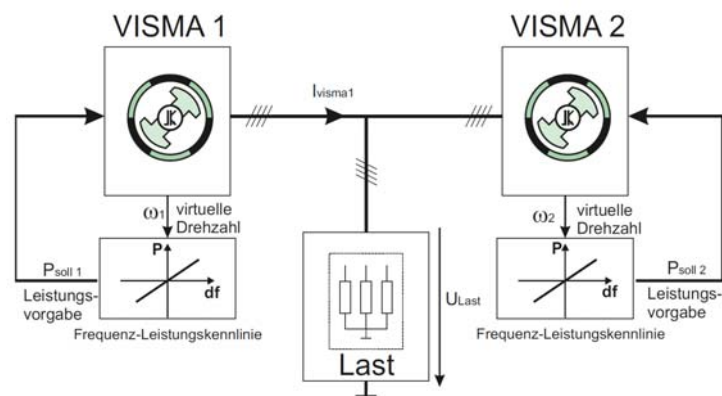 VISMA 1
VISMA 2
Ivisma1
ω1
virtuelle
Drehzahl
ω2
virtuelle
Drehzahl
P
df
Psoll 1
Leistungs-
vorgabe
Frequenz-Leistungskennlinie
ULast
Last
P
df
Psoll 2
Leistungs-
vorgabe
Frequenz-Leistungskennlinie